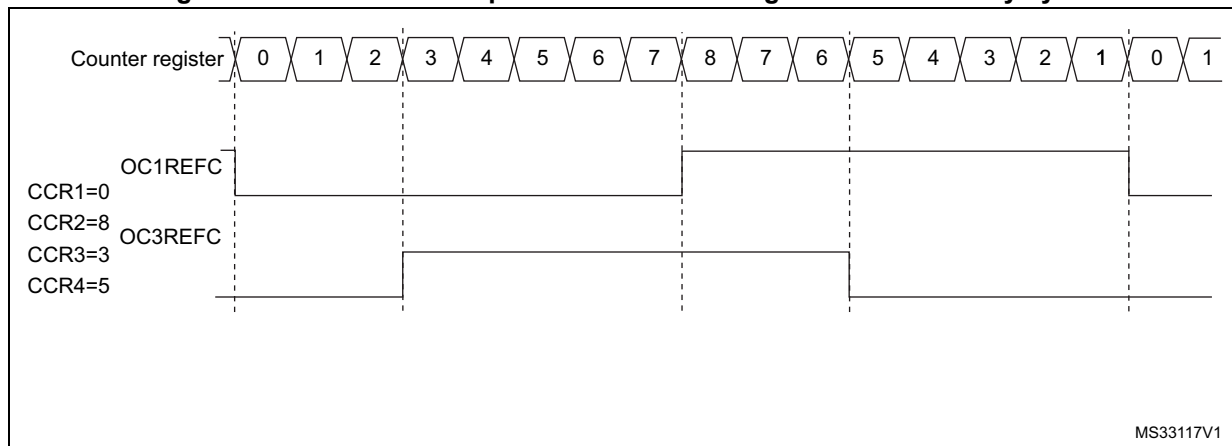 Counter register 0 1 2 3 4 5 6 7 8 7 6 5 4 3 2 1 0 1
OC1REFC
CCR1=0
CCR2=8
OC3REFC
CCR3=3
CCR4=5
MS33117V1